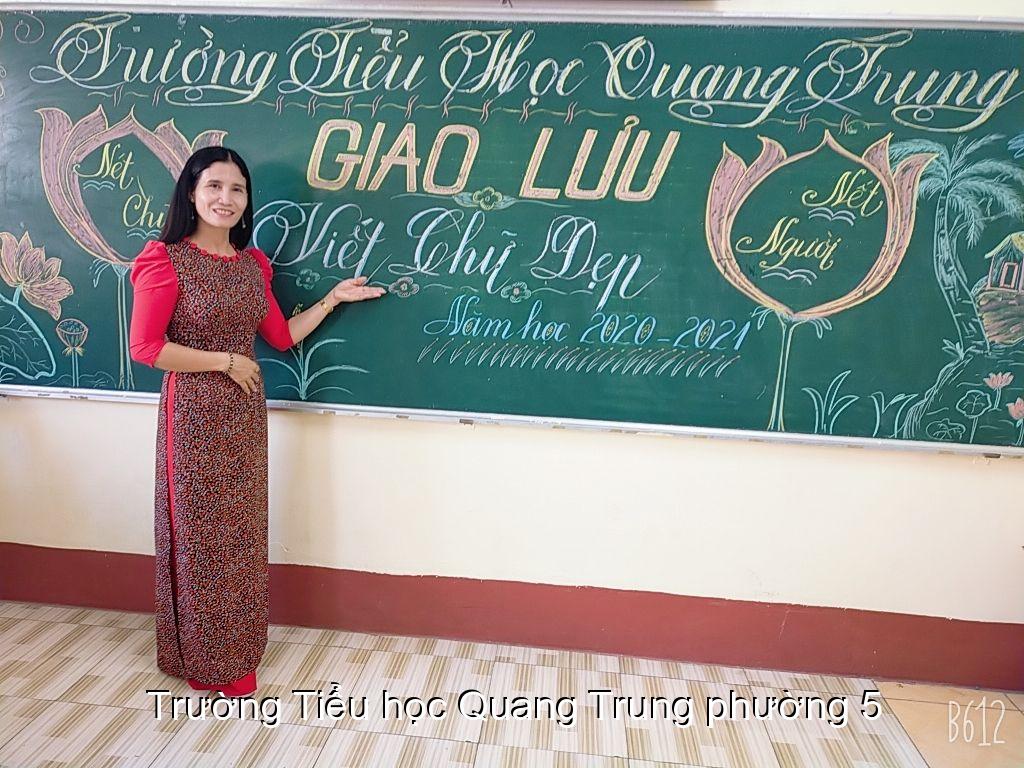 Trường Tiểu Học Quang Trung
GIAO LƯU
Nét
Chữ
Viết Chữ Đẹp
Nết
Người
Năm học 2020-2021
Trường Tiểu học Quang Trung phường 5
B612